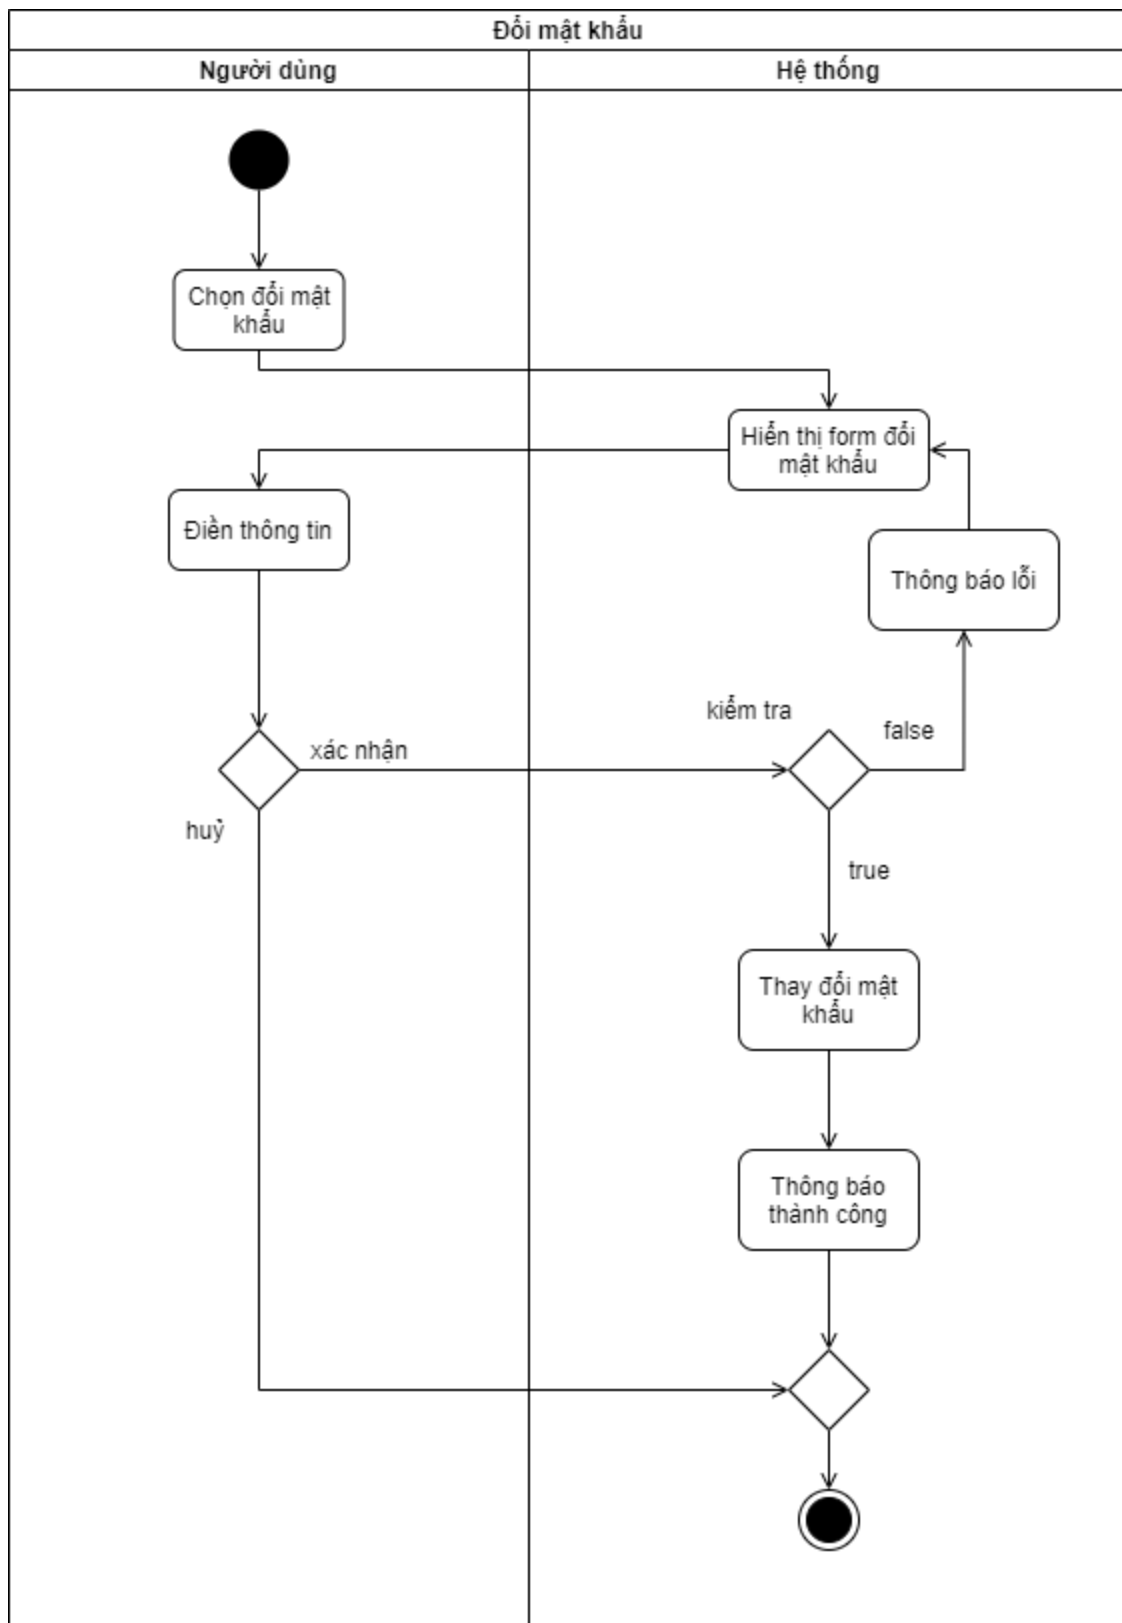 Đổi mật khẩu
Người dùng
Hệ thống
Chọn đổi mật
khẩu
Hiển thị form đổi
mật khẩu
Điền thông tin
Thông báo lỗi
kiểm tra
false
xác nhận
huỷ
true
Thay đổi mật
khẩu
Thông báo
thành công